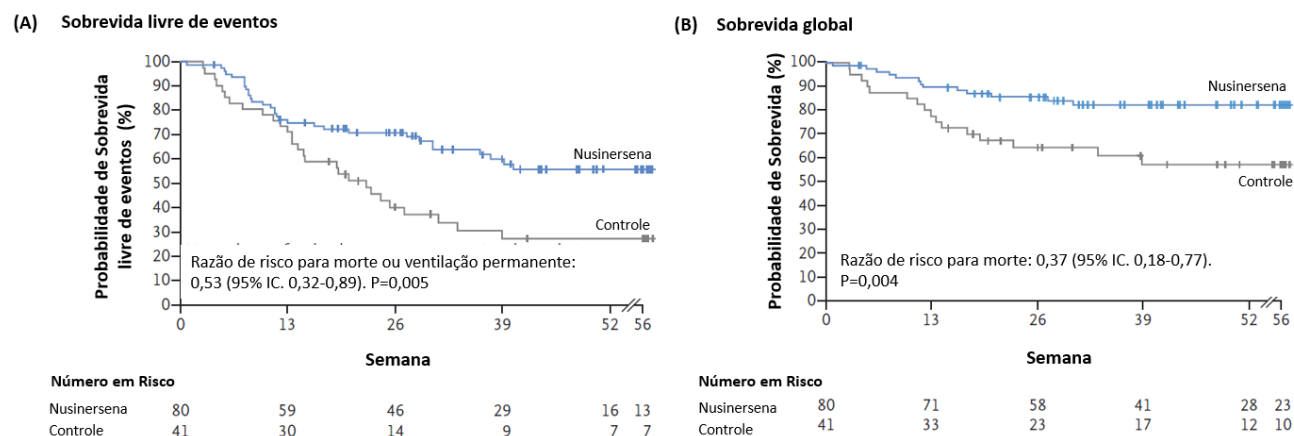 (A) Sobrevida livre de eventos
Probabilidade de Sobrevida
livre de eventos (%)
100
90
80
70
60
50
40
30
20
10
0
Nusinersena
Controle
Razão de risco para morte ou ventilação permanente:
0,53 (95% IC. 0,32-0,89). P=0,005
0 13 26 39 52 56
Semana
Número em Risco
Nusinersena 80 59 46 29 16 13
Controle 41 30 14 9 7 7
(B) Sobrevida global
Probabilidade de Sobrevida (%)
100
90
80
70
60
50
40
30
20
10
0
Nusinersena
Controle
Razão de risco para morte: 0,37 (95% IC. 0,18-0,77).
P=0,004
0 13 26 39 52 56
Semana
Número em Risco
Nusinersena 80 71 58 41 28 23
Controle 41 33 23 17 12 10